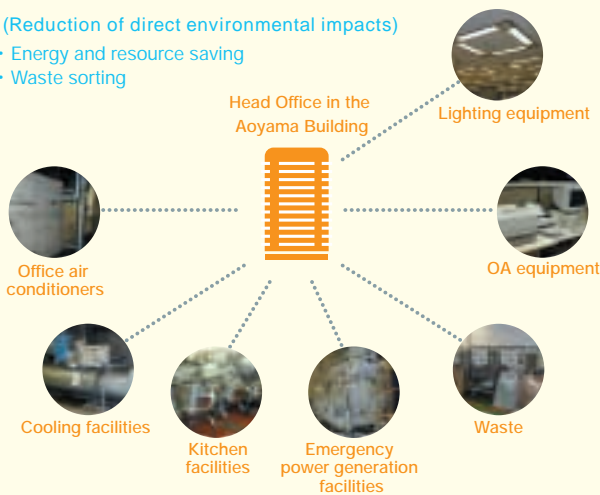 (Reduction of direct environmental impacts)
• Energy and resource saving
• Waste sorting
Head Office in the
Aoyama Building
Lighting equipment
Office air
conditioners
OA equipment
Cooling facilities
Kitchen
facilities
Emergency
power generation
facilities
Waste